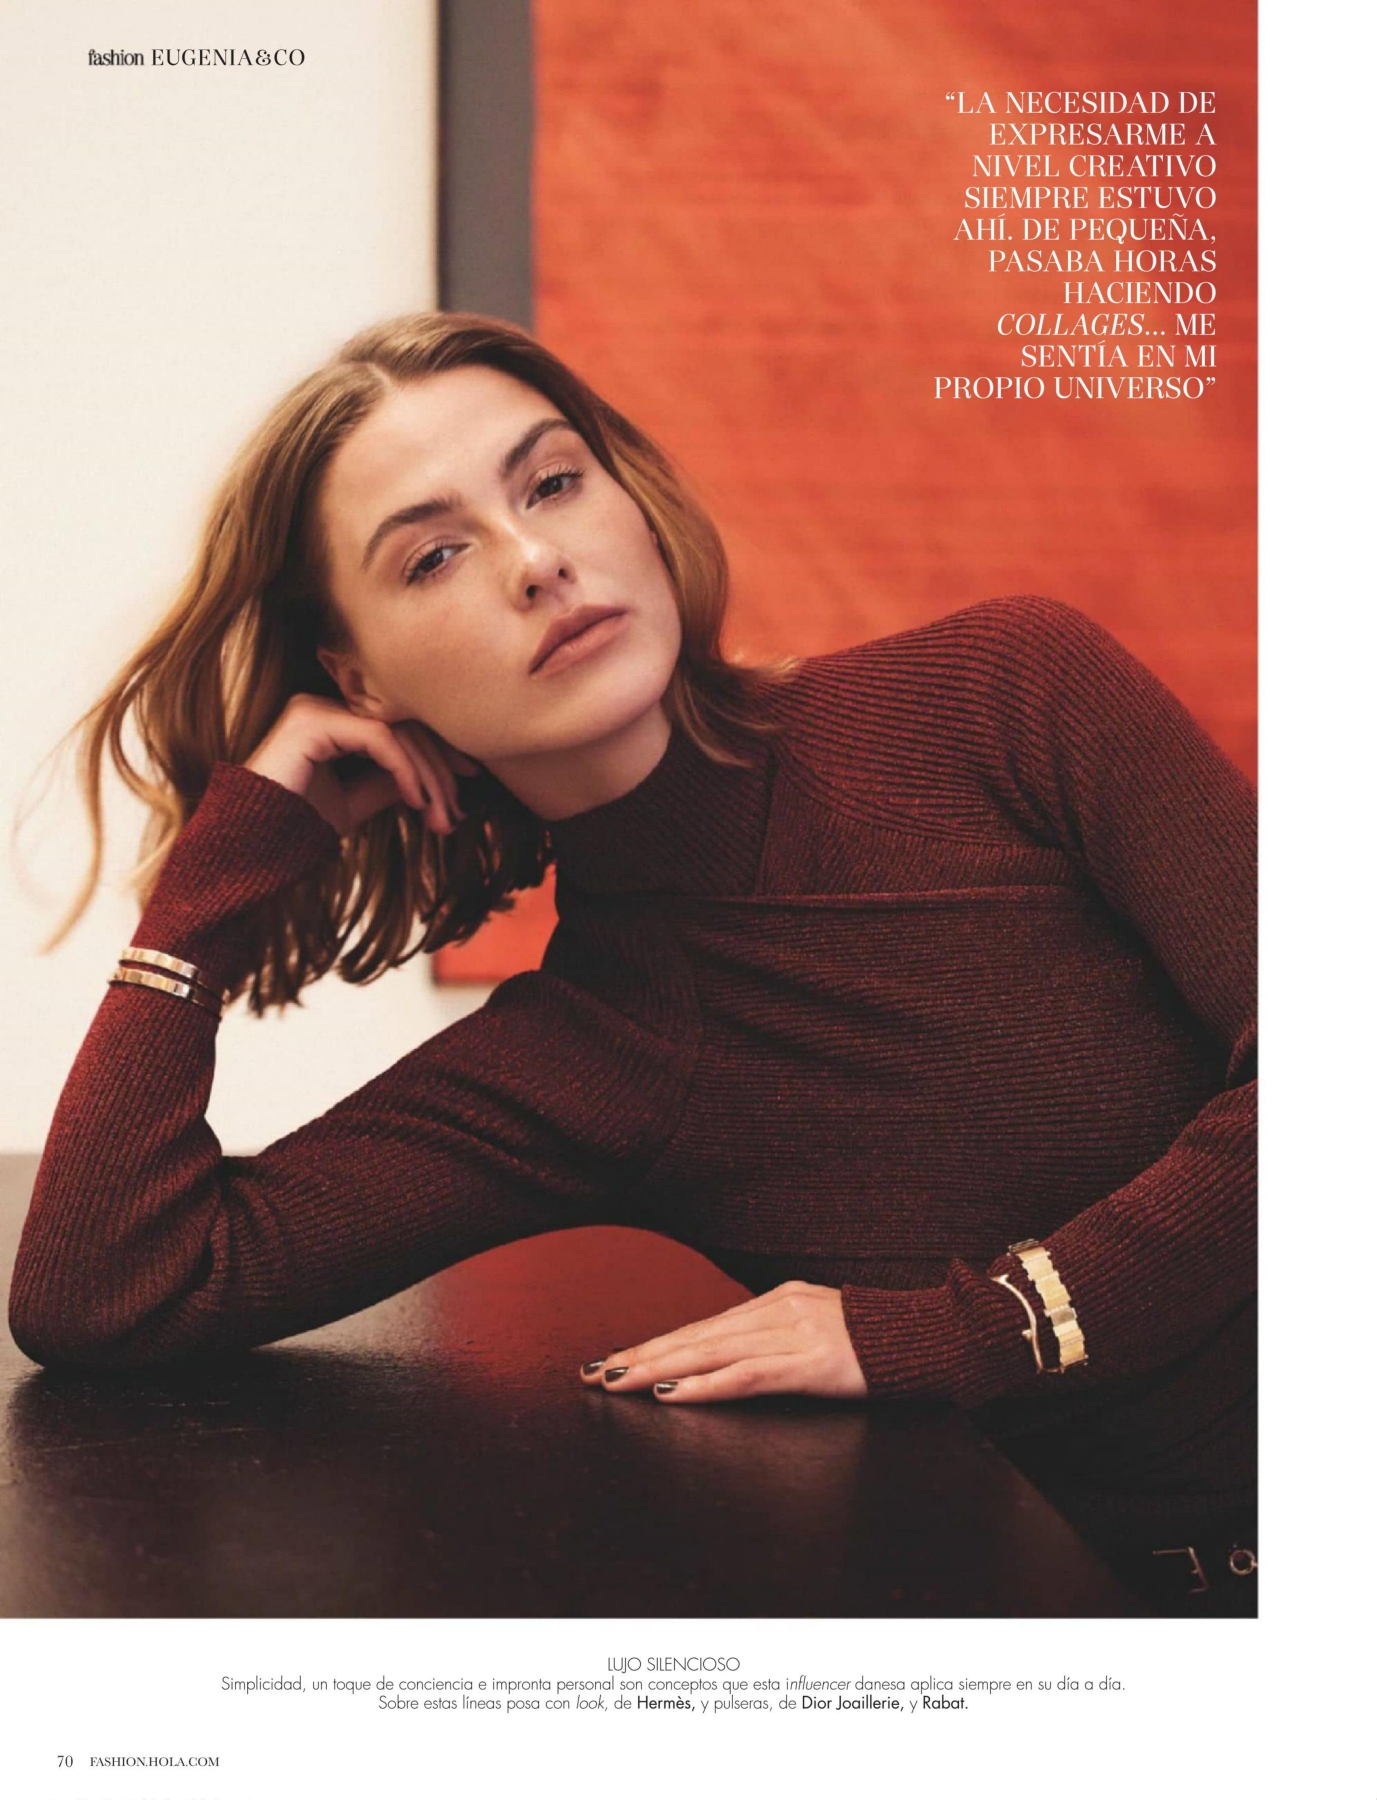 fashion EUGENIA&CO
“LA NECESIDAD DE
EXPRESARME A
NIVEL CREATIVO
SIEMPRE ESTUVO
AHÍ. DE PEQUEÑA,
PASABA HORAS
HACIENDO
COLLAGES... ME
SENTÍA EN MI
PROPIO UNIVERSO”
LUJO SILENCIOSO
Simplicidad, un toque de conciencia e impronta personal son conceptos que esta influencer danesa aplica siempre en su día a día.
Sobre estas líneas posa con look, de Hermès, y pulseras, de Dior Joaillerie, y Rabat.
70 FASHION.HOLA.COM